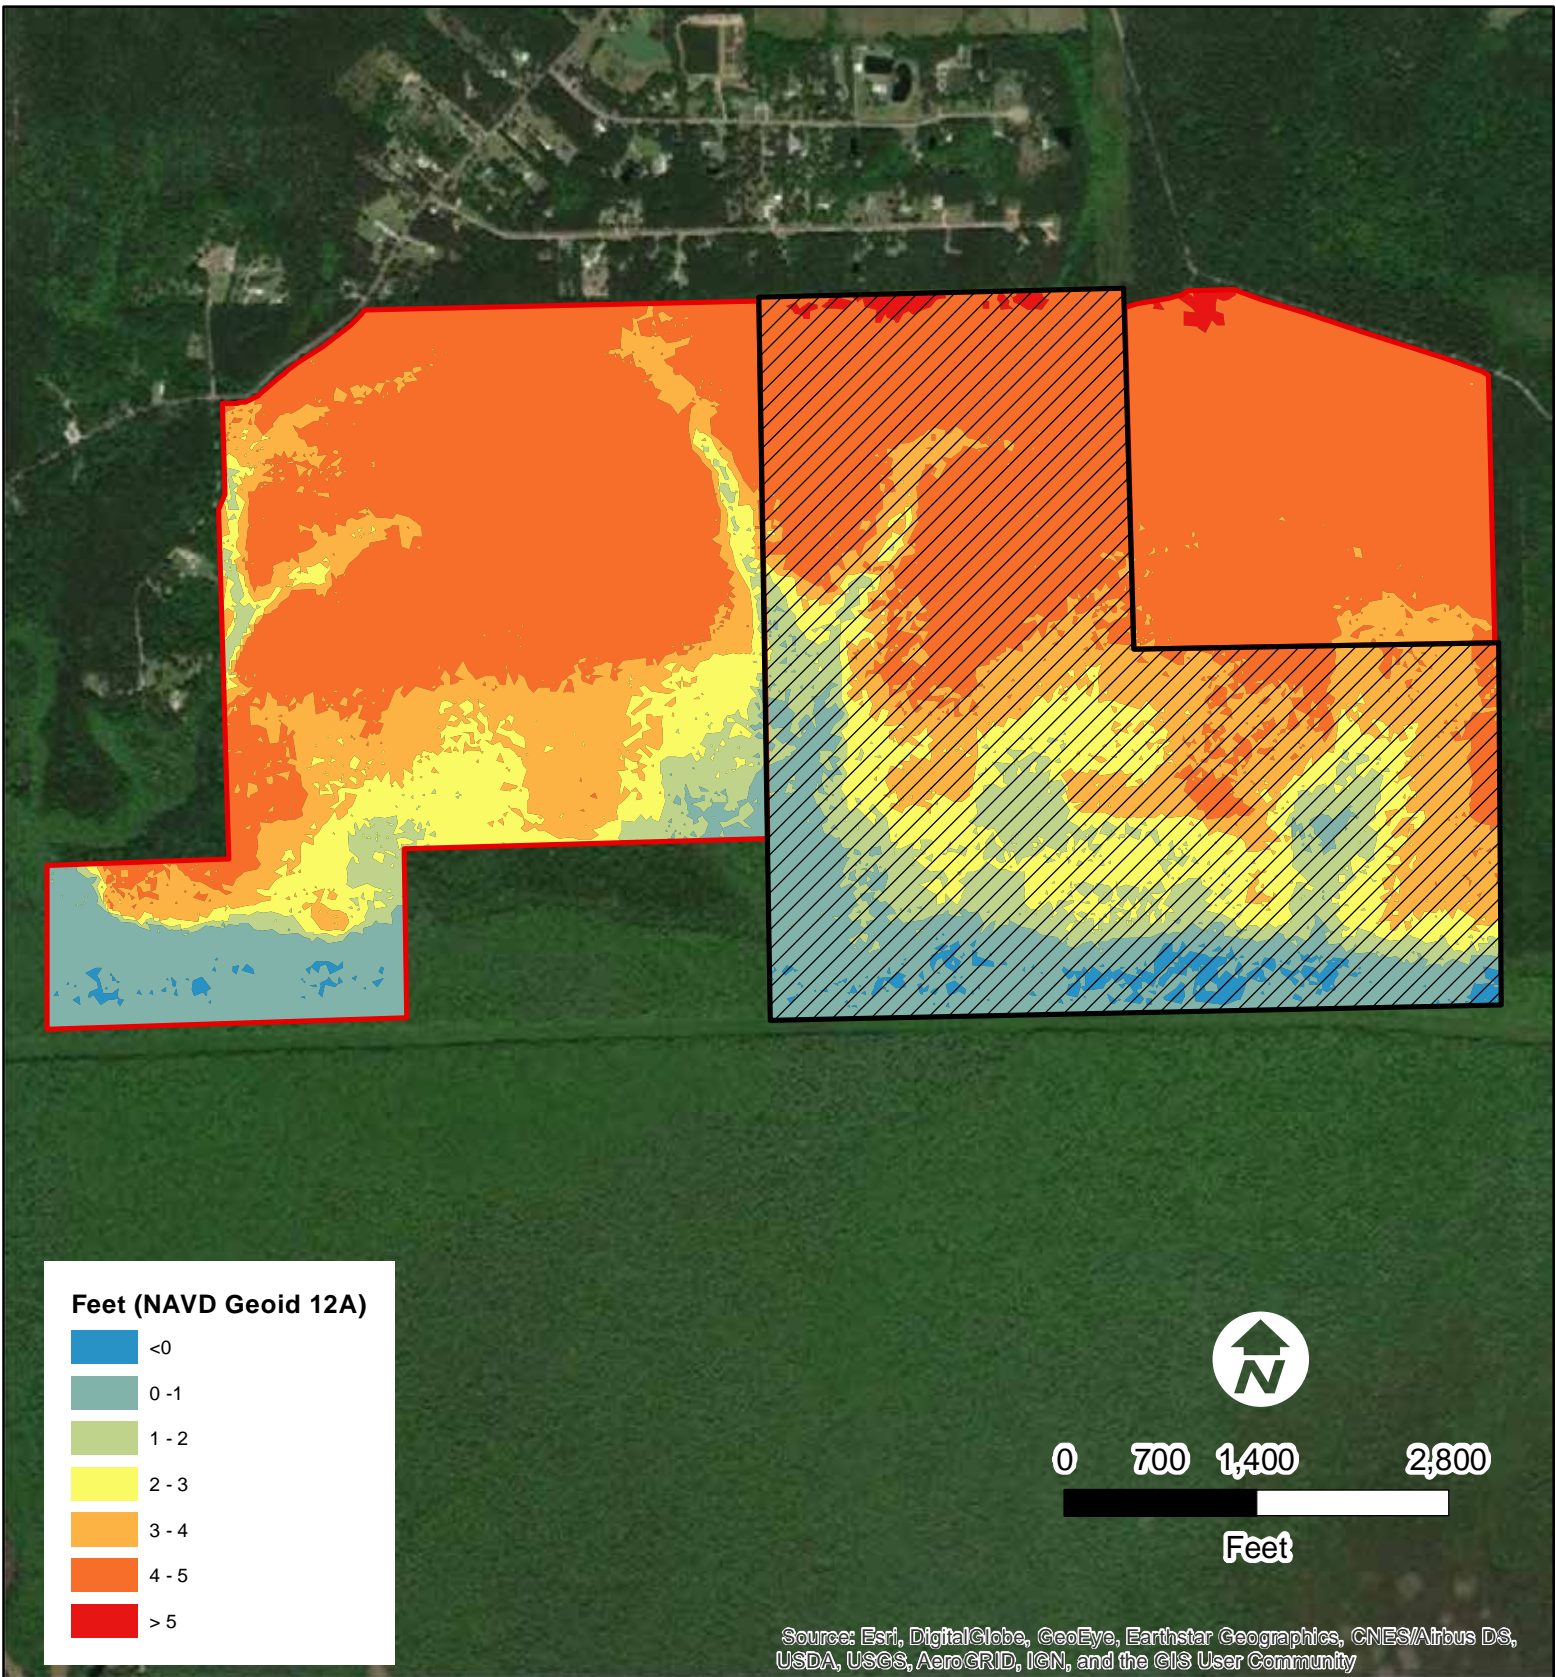 Feet (NAVD Geoid 12A)
<0
0 -1
1 - 2
2 - 3
3 - 4
4 - 5
> 5
N
0 700 1,400 2,800
Feet
Source: Esri, DigitalGlobe, GeoEye, Earthstar Geographics, CNES/Airbus DS,
USDA, USGS, AeroGRID, IGN, and the GIS User Community